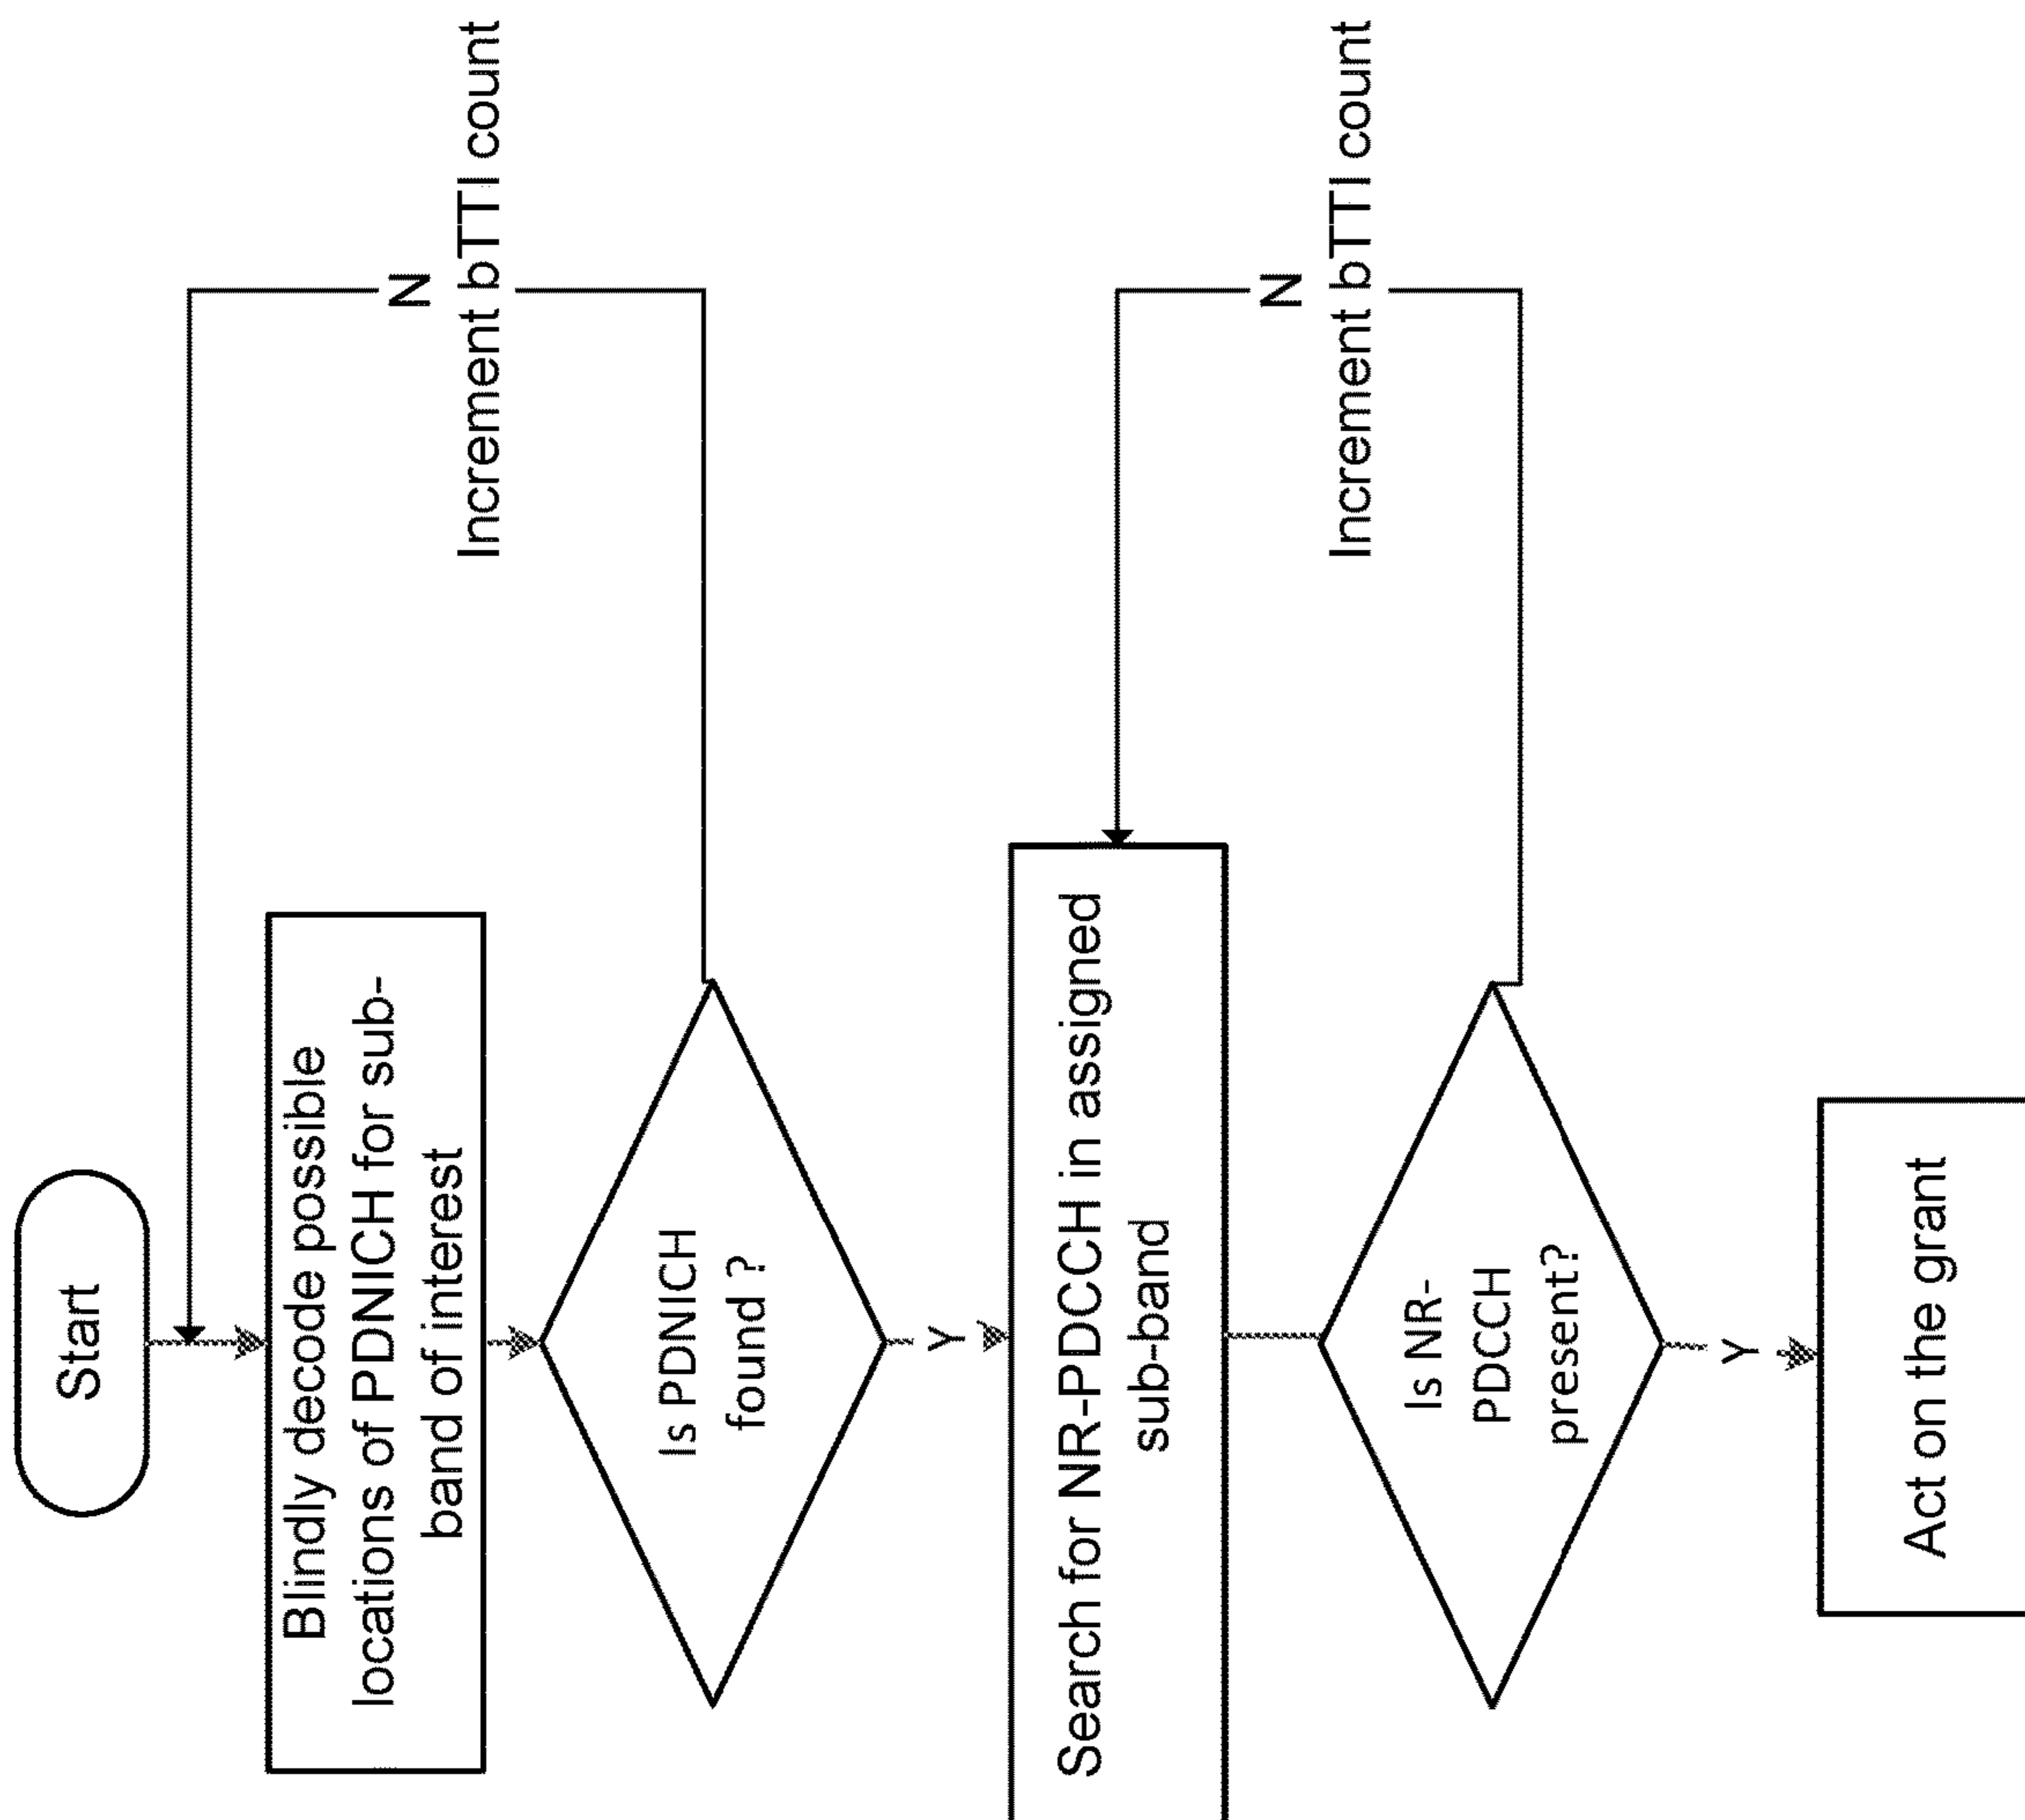 Start
Blindly decode possible
locations of PDNICH for sub-
band of interest
Is PDNICH
found ?
N
Increment bTTI count
Y
Search for NR-PDCCH in assigned
sub-band
Is NR-
PDCCH
present?
N
Increment bTTI count
Y
Act on the grant